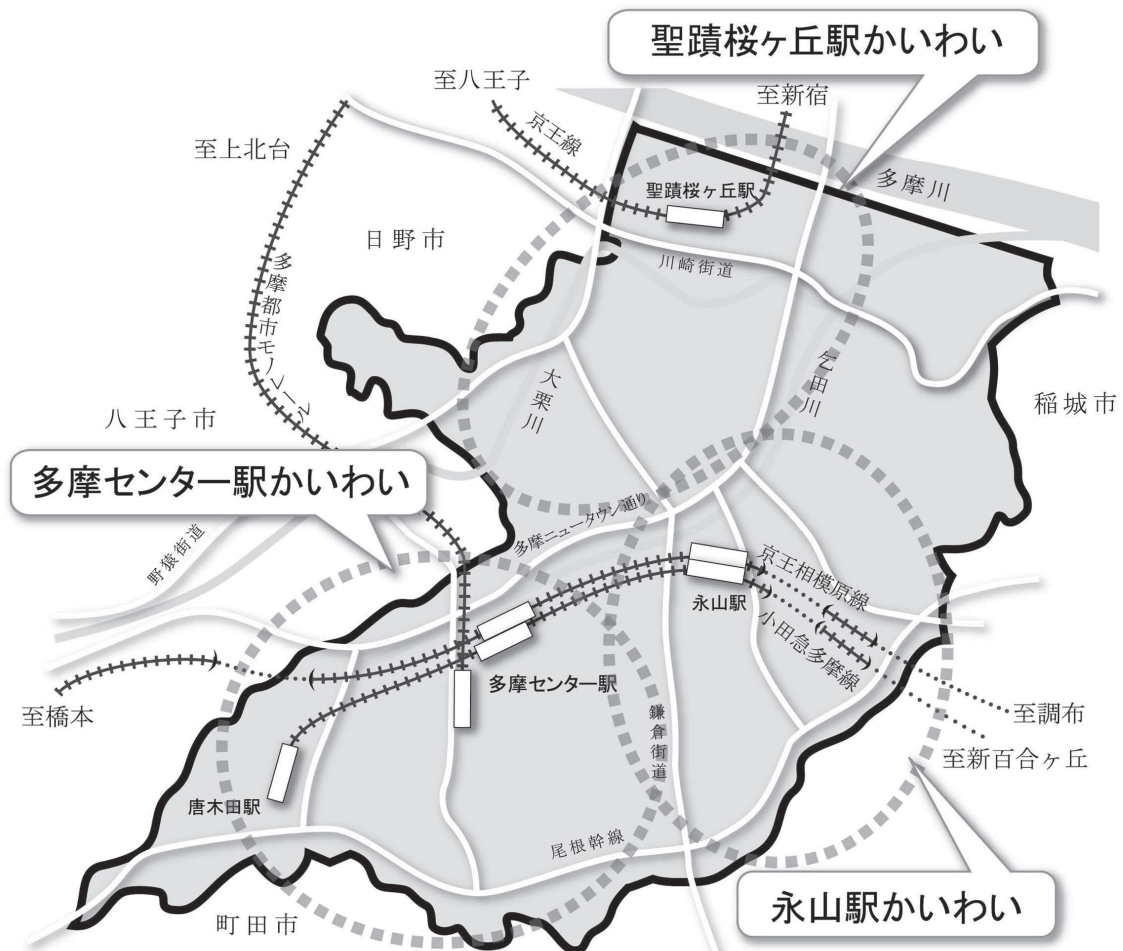 聖蹟桜ヶ丘駅かいわい
至八王子
至新宿
京王線
至上北台
多摩川
聖蹟桜ヶ丘駅
日野市
川崎街道
多摩都市モノレール
乞田川
大栗川
稲城市
八王子市
多摩センター駅かいわい
多摩ニュータウン通り
野猿街道
京王相模原線
永山駅
小田急多摩線
多摩センター駅
至橋本
鎌倉街道
至調布
至新百合ヶ丘
唐木田駅
尾根幹線
永山駅かいわい
町田市